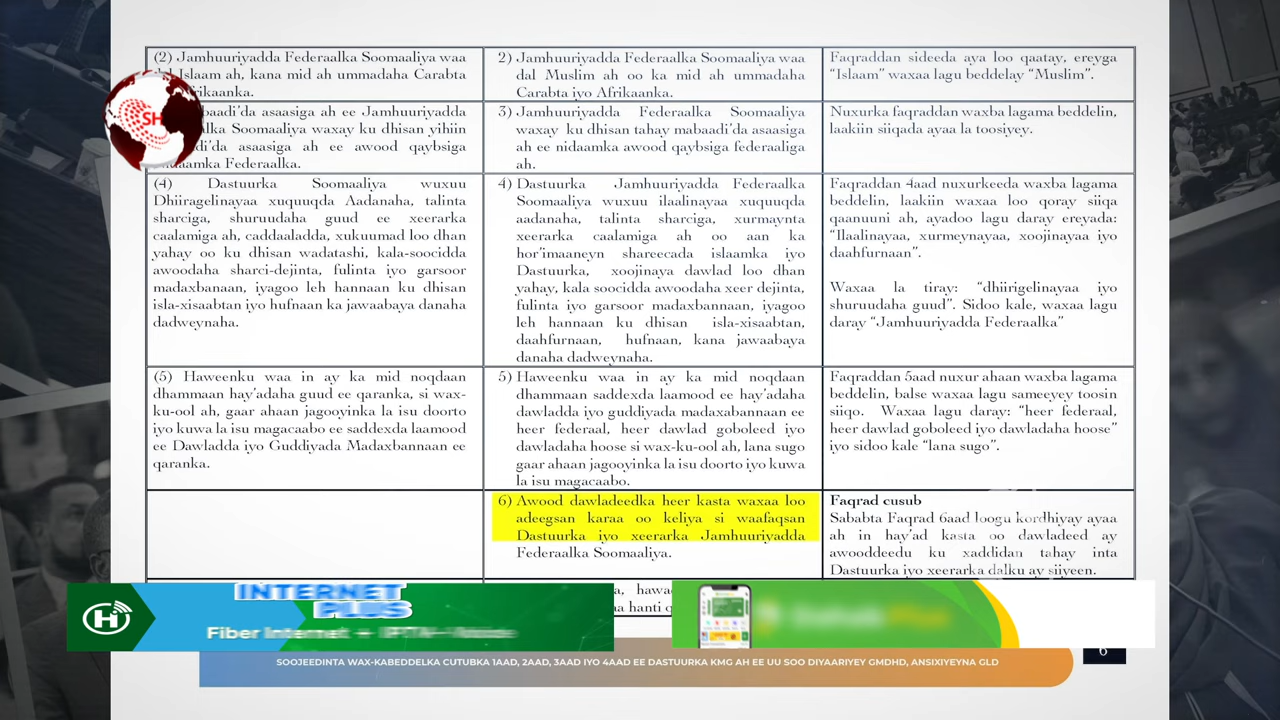 (2) Jamhuuriyadda Federaalka Soomaaliya waa
dal Islaam ah, kana mid ah ummadaha Carabta
SH
asaasiga ah ee Jamhuuriyadda
Soomaaliya waxay ku dhisan yihiin
asaasiga ah ee awood qaybsiga
Federaalka.
(4) Dastuurka Soomaaliya wuxuu
Dhiiragelinayaa xuquuqda Aadanaha, talinta
sharciga, shuruudaha guud ee xeerarka
caalamiga ah, caddaaladda, xukuumad loo dhan
yahay oo ku dhisan wadatashi, kala-soocidda
awoodaha sharci-dejinta, fulinta iyo garsoor
madaxbanaan, iyagoo leh hannaan ku dhisan
isla-xisaabtan iyo hufnaan ka jawaabaya danaha
dadweynaha.
(5) Haweenku waa in ay ka mid noqdaan
dhammaan hay’adaha guud ee qaranka, si wax-
ku-ool ah, gaar ahaan jagooyinka la isu doorto
iyo kuwa la isu magacaabo ee saddexda laamood
ee Dawladda iyo Guddiyada Madaxbannaan ee
qaranka.
2) Jamhuuriyadda Federaalka Soomaaliya waa
dal Muslim ah oo ka mid ah ummadaha
Carabta iyo Afrikaanka.
3) Jamhuuriyadda Federaalka Soomaaliya
waxay ku dhisan tahay mabaadi’da asaasiga
ah ee nidaamka awood qaybsiga federaaliga
ah.
4) Dastuurka Jamhuuriyadda Federaalka
Soomaaliya wuxuu ilaalinayaa xuquuqda
aadanaha, talinta sharciga, xurmaynta
xeerarka caalamiga ah oo aan ka
hor’imaaneyn shareecada islaamka iyo
Dastuurka, xoojinaya dawlad loo dhan
yahay, kala soocidda awoodaha xeer dejinta,
fulinta iyo garsoor madaxbannaan, iyagoo
leh hannaan ku dhisan isla-xisaabtan,
daahfurnaan, hufnaan, kana jawaabaya
danaha dadweynaha.
5) Haweenku waa in ay ka mid noqdaan
dhammaan saddexda laamood ee hay’adaha
dawladda iyo guddiyada madaxabannaan ee
heer federaal, heer dawlad goboleed iyo
dawladaha hoose si wax-ku-ool ah, lana sugo
gaar ahaan jagooyinka la isu doorto iyo kuwa
la isu magacaabo.
6) Awood dawladeedka heer kasta waxaa loo
adeegsan karaa oo keliya si waafaqsan
Dastuurka iyo xeerarka Jamhuuriyadda
Federaalka Soomaaliya.
Faqraddan sideeda aya loo qaatay, ereyga
“Islaam” waxaa lagu beddelay “Muslim”.
Nuxurka faqraddan waxba lagama beddelin,
laakiin siiqada ayaa la toosiyey.
Faqraddan 4aad nuxurkeeda waxba lagama
beddelin, laakiin waxaa loo qoray siiqa
qaanuuni ah, ayadoo lagu daray ereyada:
“Ilaalinayaa, xurmeynayaa, xoojinaya iyo
daahfurnaan”.
Waxaa la tiray: “dhiirigelinayaa iyo
shuruudaha guud”. Sidoo kale, waxaa lagu
daray “Jamhuuriyadda Federaalka”
Faqraddan 5aad nuxur ahaan waxba lagama
beddelin, balse waxaa lagu sameeyey toosin
siiqo. Waxaa lagu daray: “heer federaal,
heer dawlad goboleed iyo dawladaha hoose”
iyo sidoo kale “lana sugo”.
Faqrad cusub
Sababta Faqrad 6aad loogu kordhiyay ayaa
ah in hay’ad kasta oo dawladeed ay
awooddeedu ku xaddidan tahay inta
Dastuurka iyo xeerarka dalku ay siiyeen.
H
INTERNET
PLUS
Fiber Internet +
SOOJEEDINTA WAX-KABEDDELKA CUTUBKA 1AAD, 2AAD, 3AAD IYO 4AAD EE DASTUURKA KMG AH EE UU SOO DIYAARIYEY GMDHD, ANSIXIYEYNA GLD
6